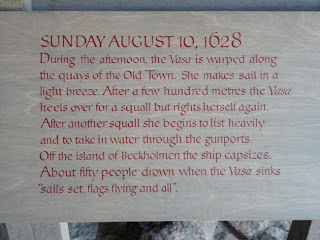 SUNDAY AUGUST 10, 1628
During the afternoon, the Vasa is warped along
the quays of the Old Town. She makes sail in a
light breeze. After a few hundred metres the Vasa
heels over for a squall but rights herself again.
After another squall she begins to list heavily
and to take in water through the gunports.
Off the island of Beckholmen the ship capsizes.
About fifty people drown when the Vasa sinks
"sails set, flags flying and all".